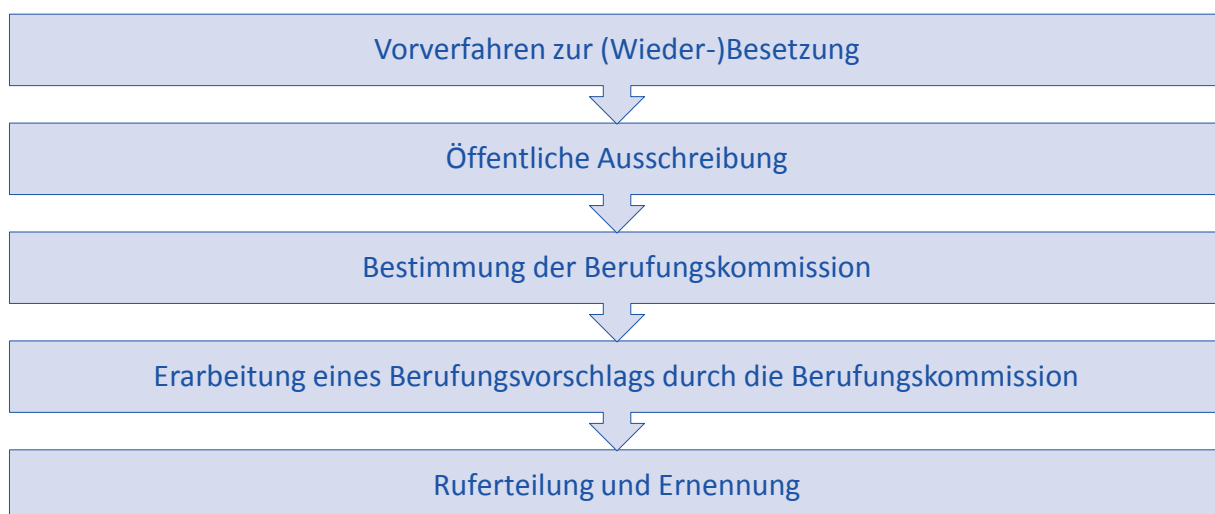 Vorverfahren zur (Wieder-)Besetzung
Öffentliche Ausschreibung
Bestimmung der Berufungskommission
Erarbeitung eines Berufungsvorschlags durch die Berufungskommission
Ruferteilung und Ernennung